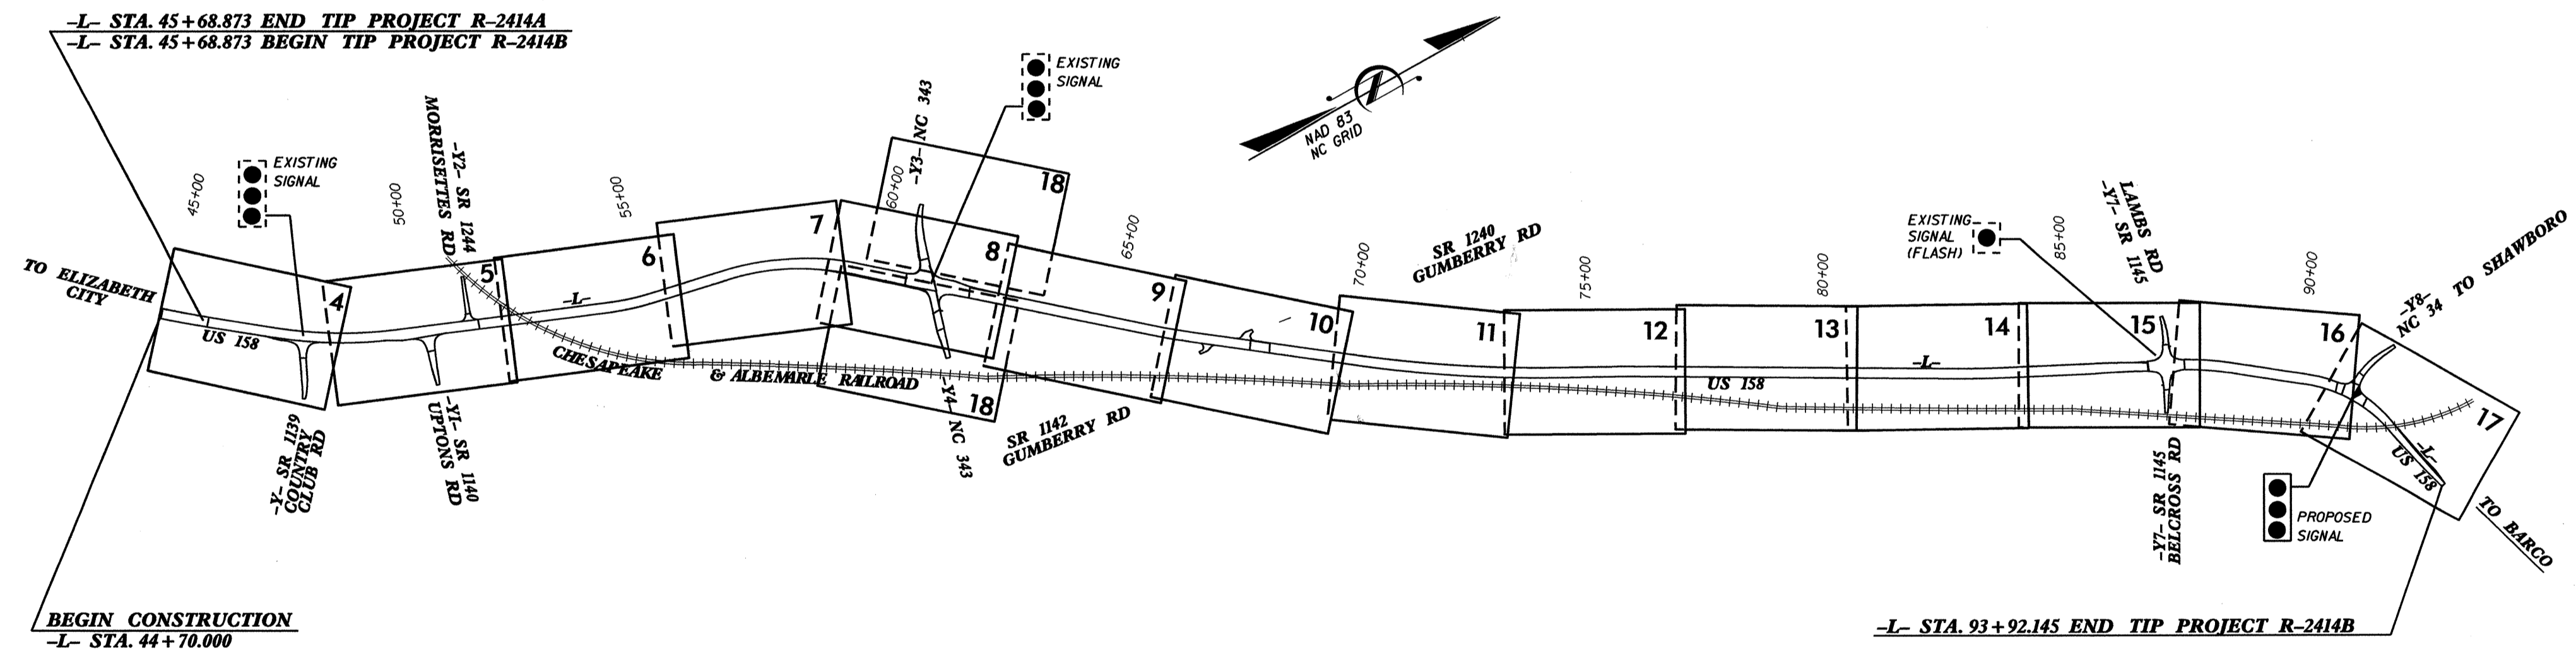 -L- STA. 45+68.873 END TIP PROJECT R-2414A
-L- STA. 45+68.873 BEGIN TIP PROJECT R-2414B
EXISTING
SIGNAL
EXISTING
SIGNAL
NAD 83
NC GRID
TO ELIZABETH
CITY
45+00
50+00
MORRISETTES RD
-Y2- SR 1244
55+00
60+00
-Y3- NC 343
65+00
70+00
SR 1240
GUMBERRY RD
75+00
80+00
EXISTING
SIGNAL
(FLASH)
85+00
LAMBS RD
-Y7- SR 1145
90+00
-Y8-
NC 34 TO SHAWBORO
4
5
6
7
8
18
9
10
11
12
13
14
15
16
17
18
US 158
-L-
CHESAPEAKE & ALBEMARLE RAILROAD
US 158
-L-
-L-
US 158
-Y- SR 1139
COUNTRY
CLUB RD
-Y1- SR 1140
UPTONS RD
-Y4- NC 343
SR 1142
GUMBERRY RD
-Y7- SR 1145
BELCROSS RD
PROPOSED
SIGNAL
TO BARCO
BEGIN CONSTRUCTION
-L- STA. 44+70.000
-L- STA. 93+92.145 END TIP PROJECT R-2414B